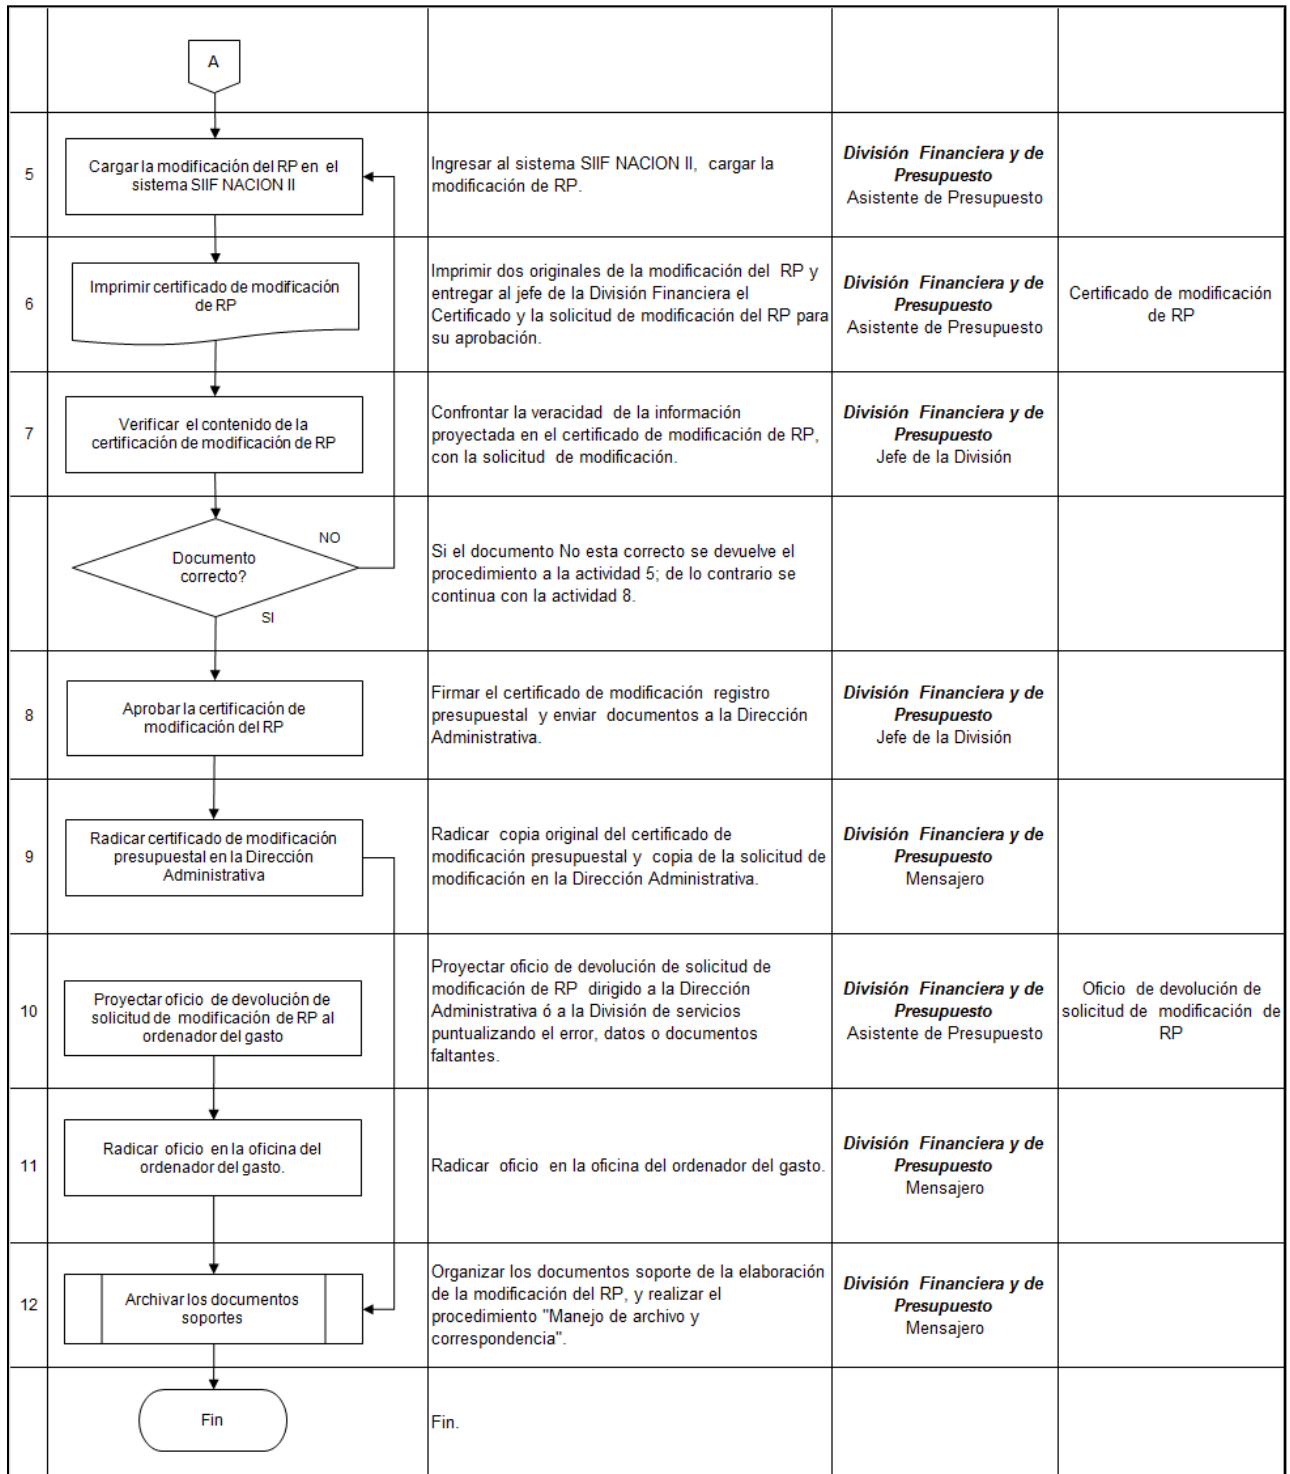 A
5
Cargar la modificación del RP en el
sistema SIIF NACION II
Ingresar al sistema SIIF NACION II, cargar la
modificación de RP.
División Financiera y de
Presupuesto
Asistente de Presupuesto
6
Imprimir certificado de modificación
de RP
Imprimir dos originales de la modificación del RP y
entregar al jefe de la División Financiera el
Certificado y la solicitud de modificación del RP para
su aprobación.
División Financiera y de
Presupuesto
Asistente de Presupuesto
Certificado de modificación
de RP
7
Verificar el contenido de la
certificación de modificación de RP
Confrontar la veracidad de la información
proyectada en el certificado de modificación de RP,
con la solicitud de modificación.
División Financiera y de
Presupuesto
Jefe de la División
Documento
correcto?
NO
SI
Si el documento No esta correcto se devuelve el
procedimiento a la actividad 5; de lo contrario se
continua con la actividad 8.
8
Aprobar la certificación de
modificación del RP
Firmar el certificado de modificación registro
presupuestal y enviar documentos a la Dirección
Administrativa.
División Financiera y de
Presupuesto
Jefe de la División
9
Radicar certificado de modificación
presupuestal en la Dirección
Administrativa
Radicar copia original del certificado de
modificación presupuestal y copia de la solicitud de
modificación en la Dirección Administrativa.
División Financiera y de
Presupuesto
Mensajero
10
Proyectar oficio de devolución de
solicitud de modificación de RP al
ordenador del gasto
Proyectar oficio de devolución de solicitud de
modificación de RP dirigido a la Dirección
Administrativa ó a la División de servicios
puntualizando el error, datos o documentos
faltantes.
División Financiera y de
Presupuesto
Asistente de Presupuesto
Oficio de devolución de
solicitud de modificación de
RP
11
Radicar oficio en la oficina del
ordenador del gasto.
Radicar oficio en la oficina del ordenador del gasto.
División Financiera y de
Presupuesto
Mensajero
12
Archivar los documentos
soportes
Organizar los documentos soporte de la elaboración
de la modificación del RP, y realizar el
procedimiento "Manejo de archivo y
correspondencia".
División Financiera y de
Presupuesto
Mensajero
Fin
Fin.